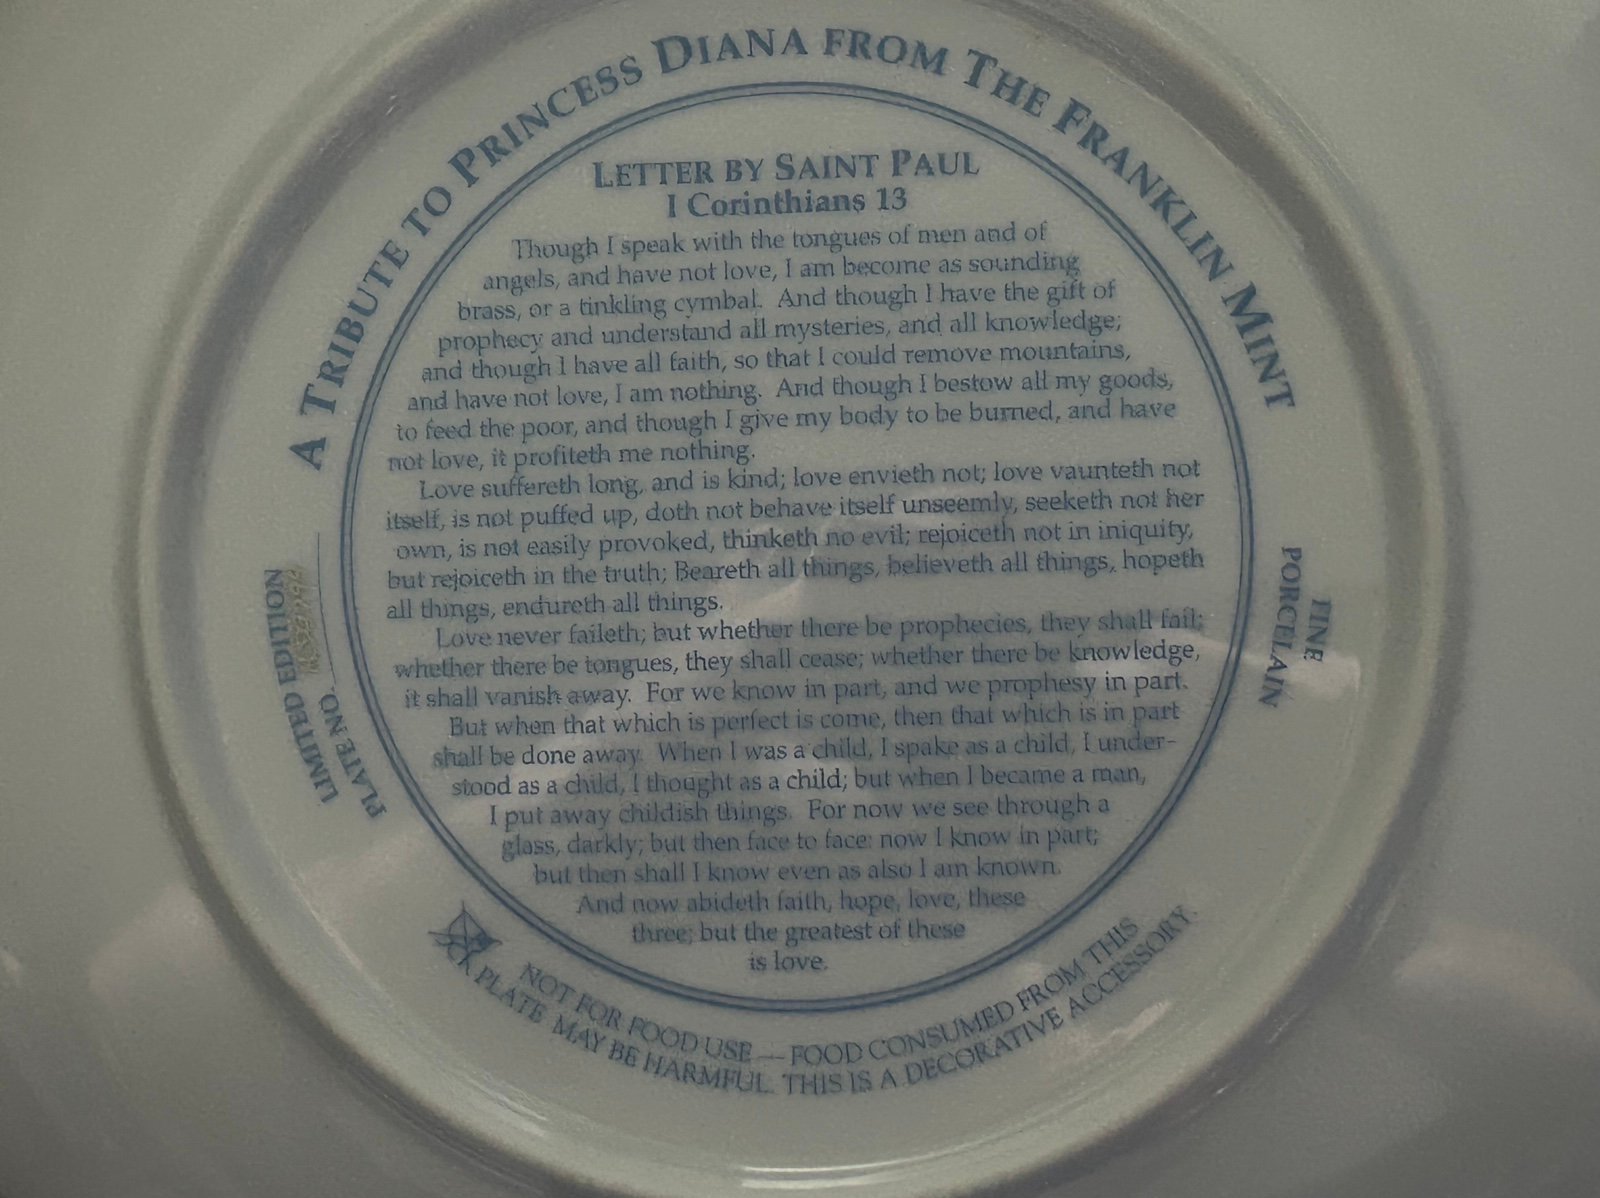 A TRIBUTE TO PRINCESS DIANA FROM THE FRANKLIN MINT
LETTER BY SAINT PAUL
I Corinthians 13
Though I speak with the tongues of men and of
angels, and have not love, I am become as sounding
brass, or a tinkling cymbal. And though I have the gift of
prophecy and understand all mysteries, and all knowledge;
and though I have all faith, so that I could remove mountains,
and have not love, I am nothing. And though I bestow all my goods,
to feed the poor, and though I give my body to be burned, and have
not love, it profiteth me nothing.
Love suffereth long, and is kind; love envieth not; love vaunteth not
itself, is not puffed up, doth not behave itself unseemly, seeketh not her
own, is not easily provoked, thinketh no evil; rejoiceth not in iniquity,
but rejoiceth in the truth; Beareth all things, believeth all things, hopeth
all things, endureth all things.
Love never faileth; but whether there be prophecies, they shall fail;
whether there be tongues, they shall cease; whether there be knowledge,
it shall vanish away. For we know in part, and we prophesy in part.
But when that which is perfect is come, then that which is in part
shall be done away. When I was a child, I spake as a child, I under-
stood as a child, I thought as a child; but when I became a man,
I put away childish things. For now we see through a
glass, darkly; but then face to face: now I know in part;
but then shall I know even as also I am known.
And now abideth faith, hope, love, these
three; but the greatest of these
is love.
LIMITED EDITION
PLATE NO.
FINE
PORCELAIN
NOT FOR FOOD USE — FOOD CONSUMED FROM THIS
PLATE MAY BE HARMFUL. THIS IS A DECORATIVE ACCESSORY.